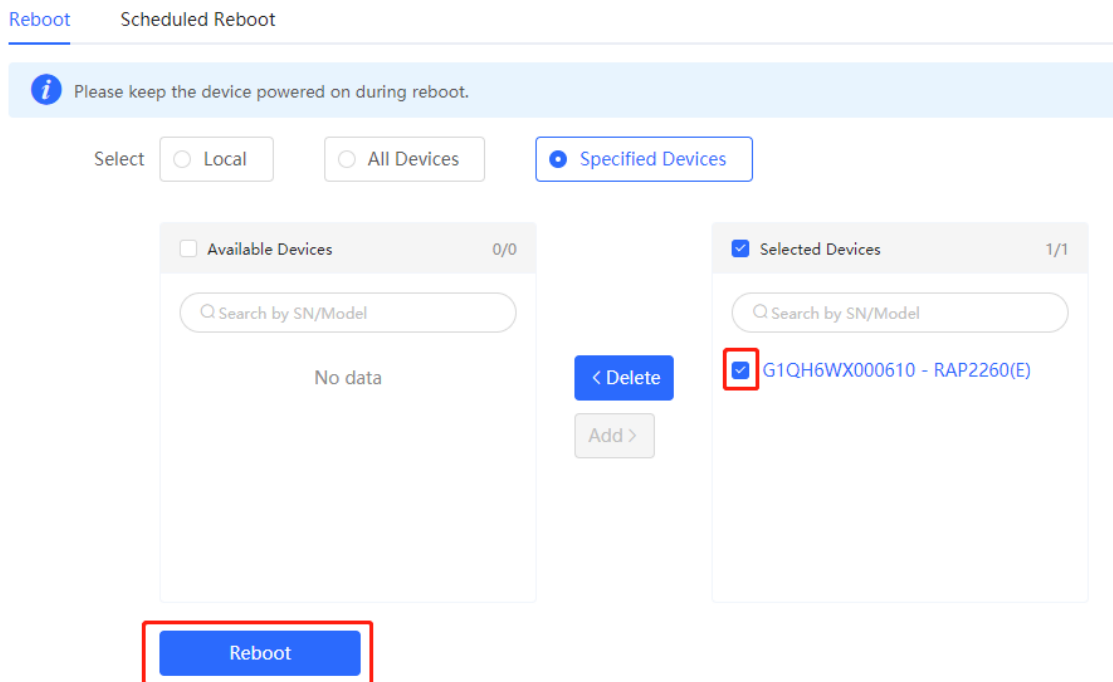 Reboot Scheduled Reboot
Please keep the device powered on during reboot.
Select Local All Devices Specified Devices
Available Devices 0/0
Search by SN/Model
No data
< Delete
Add >
Selected Devices 1/1
Search by SN/Model
G1QH6WX000610 - RAP2260(E)
Reboot